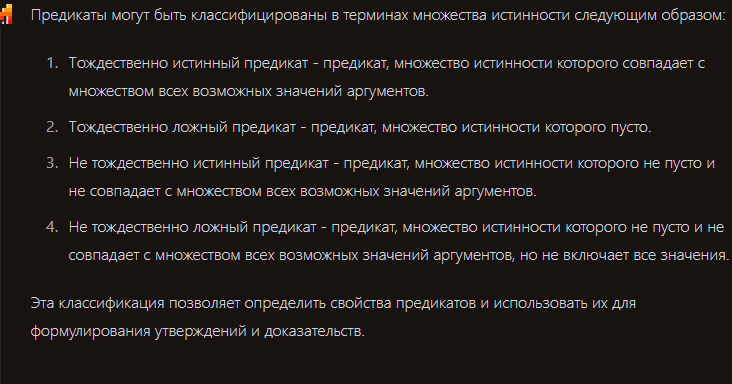 Предикаты могут быть классифицированы в терминах множества истинности следующим образом:
1. Тождественно истинный предикат - предикат, множество истинности которого совпадает с
множеством всех возможных значений аргументов.
2. Тождественно ложный предикат - предикат, множество истинности которого пусто.
3. Не тождественно истинный предикат - предикат, множество истинности которого не пусто и
не совпадает с множеством всех возможных значений аргументов.
4. Не тождественно ложный предикат - предикат, множество истинности которого не пусто и не
совпадает с множеством всех возможных значений аргументов, но не включает все значения.
Эта классификация позволяет определить свойства предикатов и использовать их для
формулирования утверждений и доказательств.